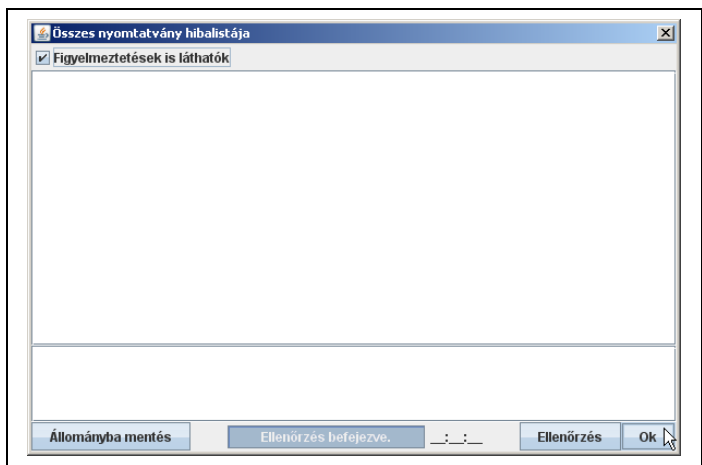 Összes nyomtatvány hibalistája
Figyelmeztetések is láthatók
Állományba mentés
Ellenőrzés befejezve.
__:__:__
Ellenőrzés
Ok